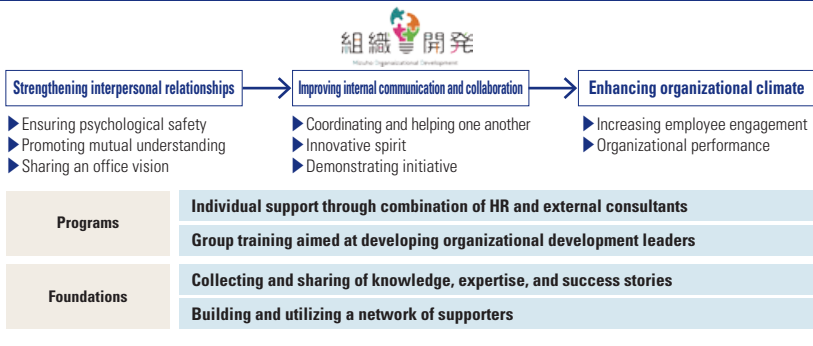 組織開発
Mizuho Organizational Development
Strengthening interpersonal relationships
Improving internal communication and collaboration
Enhancing organizational climate
▶Ensuring psychological safety
▶Promoting mutual understanding
▶Sharing an office vision
▶Coordinating and helping one another
▶Innovative spirit
▶Demonstrating initiative
▶Increasing employee engagement
▶Organizational performance
Programs
Individual support through combination of HR and external consultants
Group training aimed at developing organizational development leaders
Foundations
Collecting and sharing of knowledge, expertise, and success stories
Building and utilizing a network of supporters